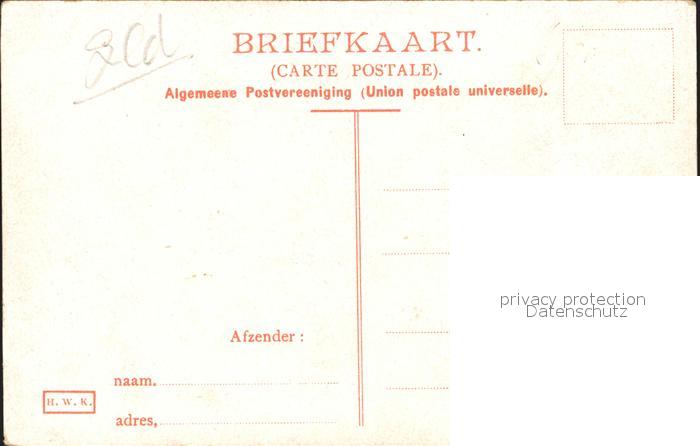 BRIEFKAART.
(CARTE POSTALE).
Algemeene Postvereeniging (Union postale universelle).
privacy protection
Datenschutz
Afzender :
naam.
H. W. K.
adres,